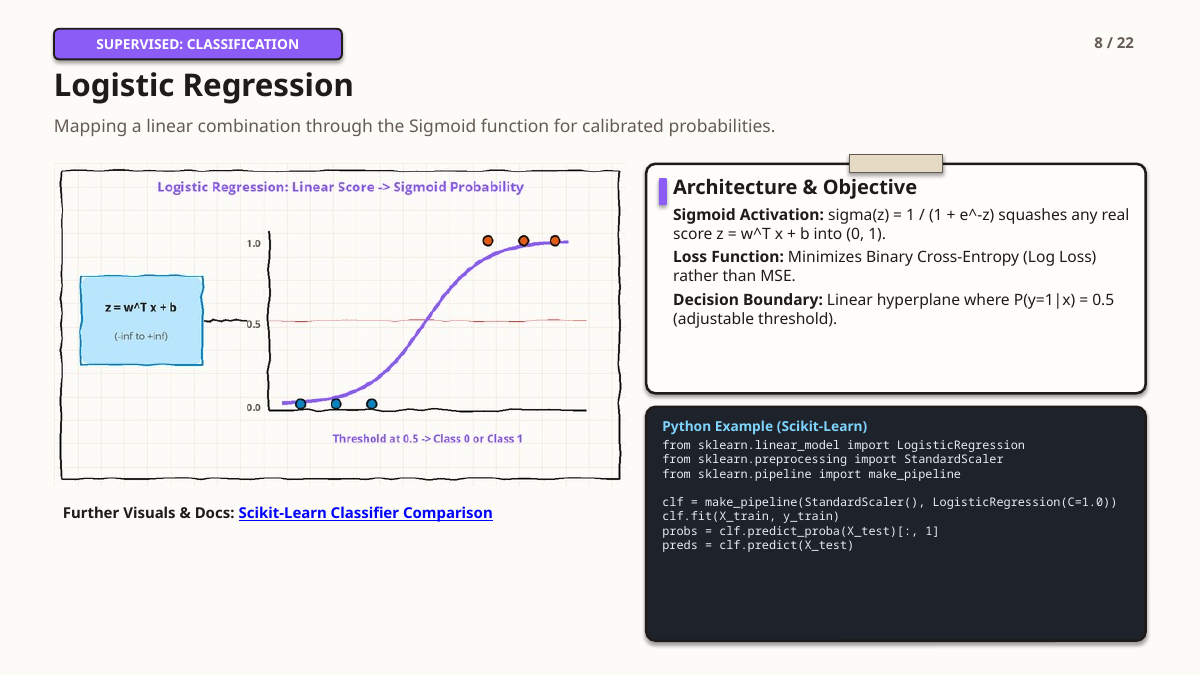 SUPERVISED: CLASSIFICATION
8 / 22
Logistic Regression
Mapping a linear combination through the Sigmoid function for calibrated probabilities.
Logistic Regression: Linear Score -> Sigmoid Probability
1.0
z = w^T x + b
0.5
(-inf to +inf)
0.0
Threshold at 0.5 -> Class 0 or Class 1
Further Visuals & Docs: Scikit-Learn Classifier Comparison
Architecture & Objective
Sigmoid Activation: sigma(z) = 1 / (1 + e^-z) squashes any real
score z = w^T x + b into (0, 1).
Loss Function: Minimizes Binary Cross-Entropy (Log Loss)
rather than MSE.
Decision Boundary: Linear hyperplane where P(y=1|x) = 0.5
(adjustable threshold).
Python Example (Scikit-Learn)
from sklearn.linear_model import LogisticRegression
from sklearn.preprocessing import StandardScaler
from sklearn.pipeline import make_pipeline
clf = make_pipeline(StandardScaler(), LogisticRegression(C=1.0))
clf.fit(X_train, y_train)
probs = clf.predict_proba(X_test)[:, 1]
preds = clf.predict(X_test)